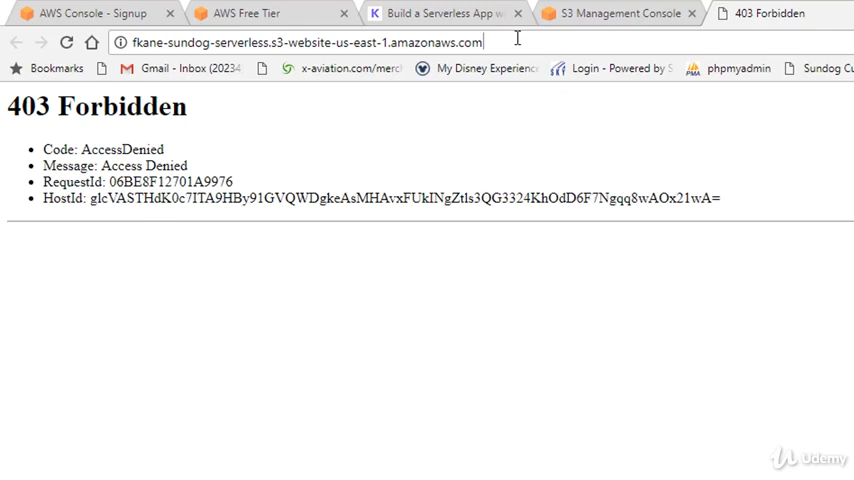 AWS Console - Signup
AWS Free Tier
Build a Serverless App w
S3 Management Console
403 Forbidden
fkane-sundog-serverless.s3-website-us-east-1.amazonaws.com
Bookmarks
Gmail - Inbox (20234
x-aviation.com/merc
My Disney Experienc
Login - Powered by S
phpmyadmin
Sundog Cu
403 Forbidden
• Code: AccessDenied
• Message: Access Denied
• RequestId: 06BE8F12701A9976
• HostId: glcVASTHdK0c7ITA9HBy91GVQWDgkeAsMHAvxFUkINgZtls3QG3324KhOdD6F7Ngqq8wAOx21wA=
Udemy